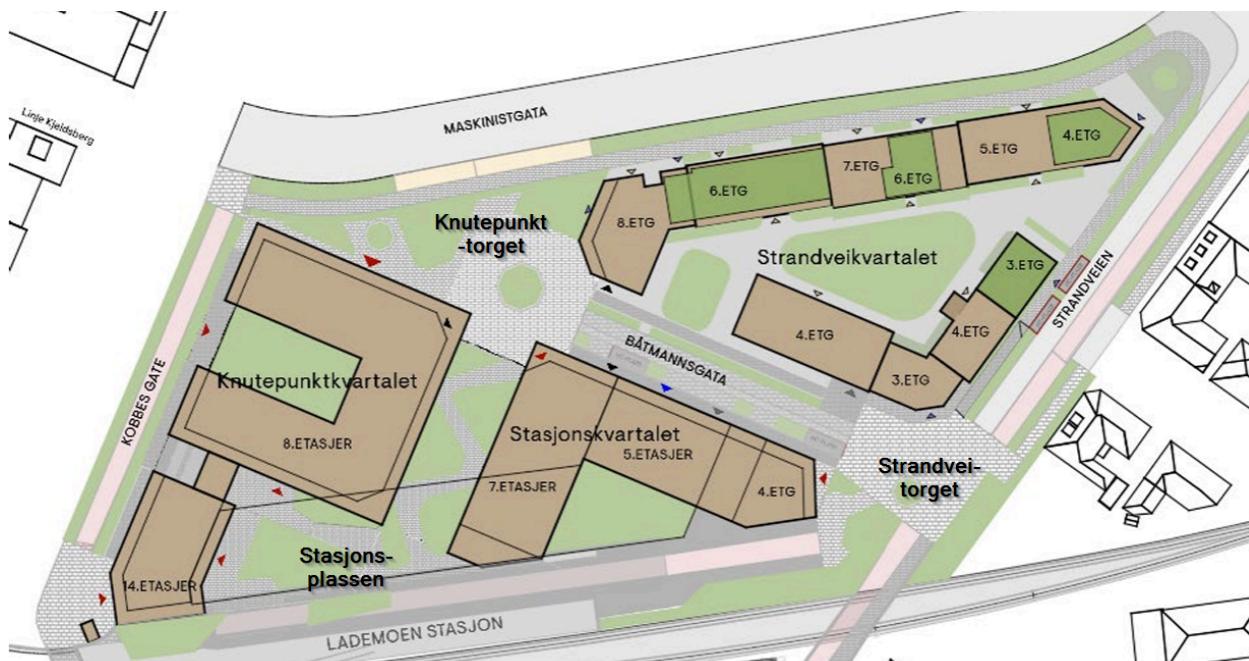 Linje Kjeldsberg
MASKINISTGATA
4.ETG
5.ETG
7.ETG
6.ETG
6.ETG
8.ETG
Knutepunkt
-torget
Strandveikvartalet
3.ETG
STRANDVEIEN
4.ETG
4.ETG
3.ETG
BÅTMANNSGATA
KOBBES GATE
Knutepunktkvartalet
8.ETASJER
Stasjonskvartalet
5.ETASJER
7.ETASJER
4.ETG
Strandvei-
torget
Stasjons-
plassen
14.ETASJER
LADEMOEN STASJON